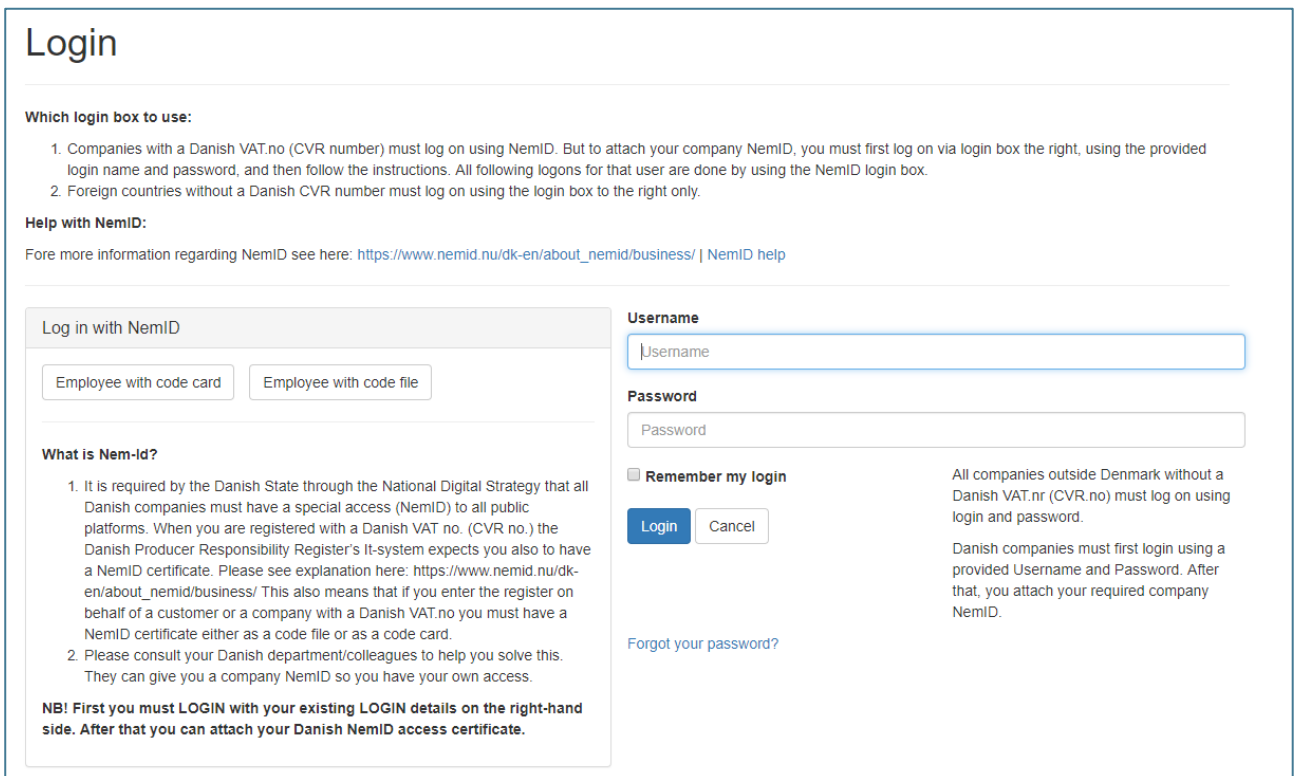 Login
Which login box to use:
1. Companies with a Danish VAT.no (CVR number) must log on using NemID. But to attach your company NemID, you must first log on via login box the right, using the provided
login name and password, and then follow the instructions. All following logons for that user are done by using the NemID login box.
2. Foreign countries without a Danish CVR number must log on using the login box to the right only.
Help with NemID:
Fore more information regarding NemID see here: https://www.nemid.nu/dk-en/about_nemid/business/ | NemID help
Log in with NemID
Employee with code card
Employee with code file
What is Nem-Id?
1. It is required by the Danish State through the National Digital Strategy that all
Danish companies must have a special access (NemID) to all public
platforms. When you are registered with a Danish VAT no. (CVR no.) the
Danish Producer Responsibility Register's It-system expects you also to have
a NemID certificate. Please see explanation here: https://www.nemid.nu/dk-
en/about_nemid/business/ This also means that if you enter the register on
behalf of a customer or a company with a Danish VAT.no you must have a
NemID certificate either as a code file or as a code card.
2. Please consult your Danish department/colleagues to help you solve this.
They can give you a company NemID so you have your own access.
NB! First you must LOGIN with your existing LOGIN details on the right-hand
side. After that you can attach your Danish NemID access certificate.
Username
Username
Password
Password
Remember my login
Login
Cancel
All companies outside Denmark without a
Danish VAT.nr (CVR.no) must log on using
login and password.
Danish companies must first login using a
provided Username and Password. After
that, you attach your required company
NemID.
Forgot your password?